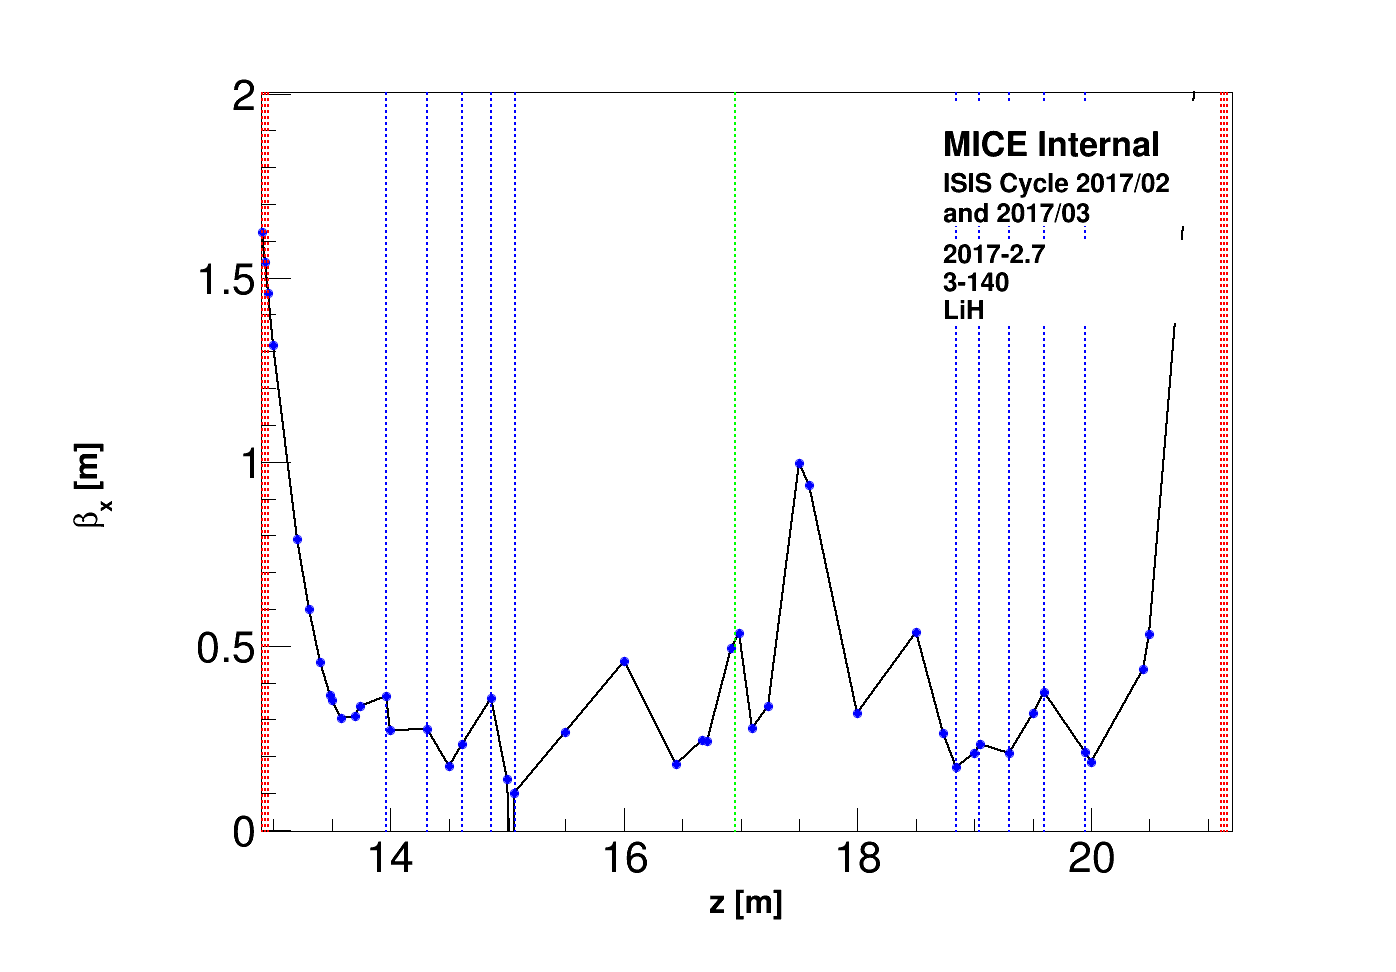 2
1.5
1
0.5
0
14 16 18 20
z [m]
βx [m]
MICE Internal
ISIS Cycle 2017/02
and 2017/03
2017-2.7
3-140
LiH